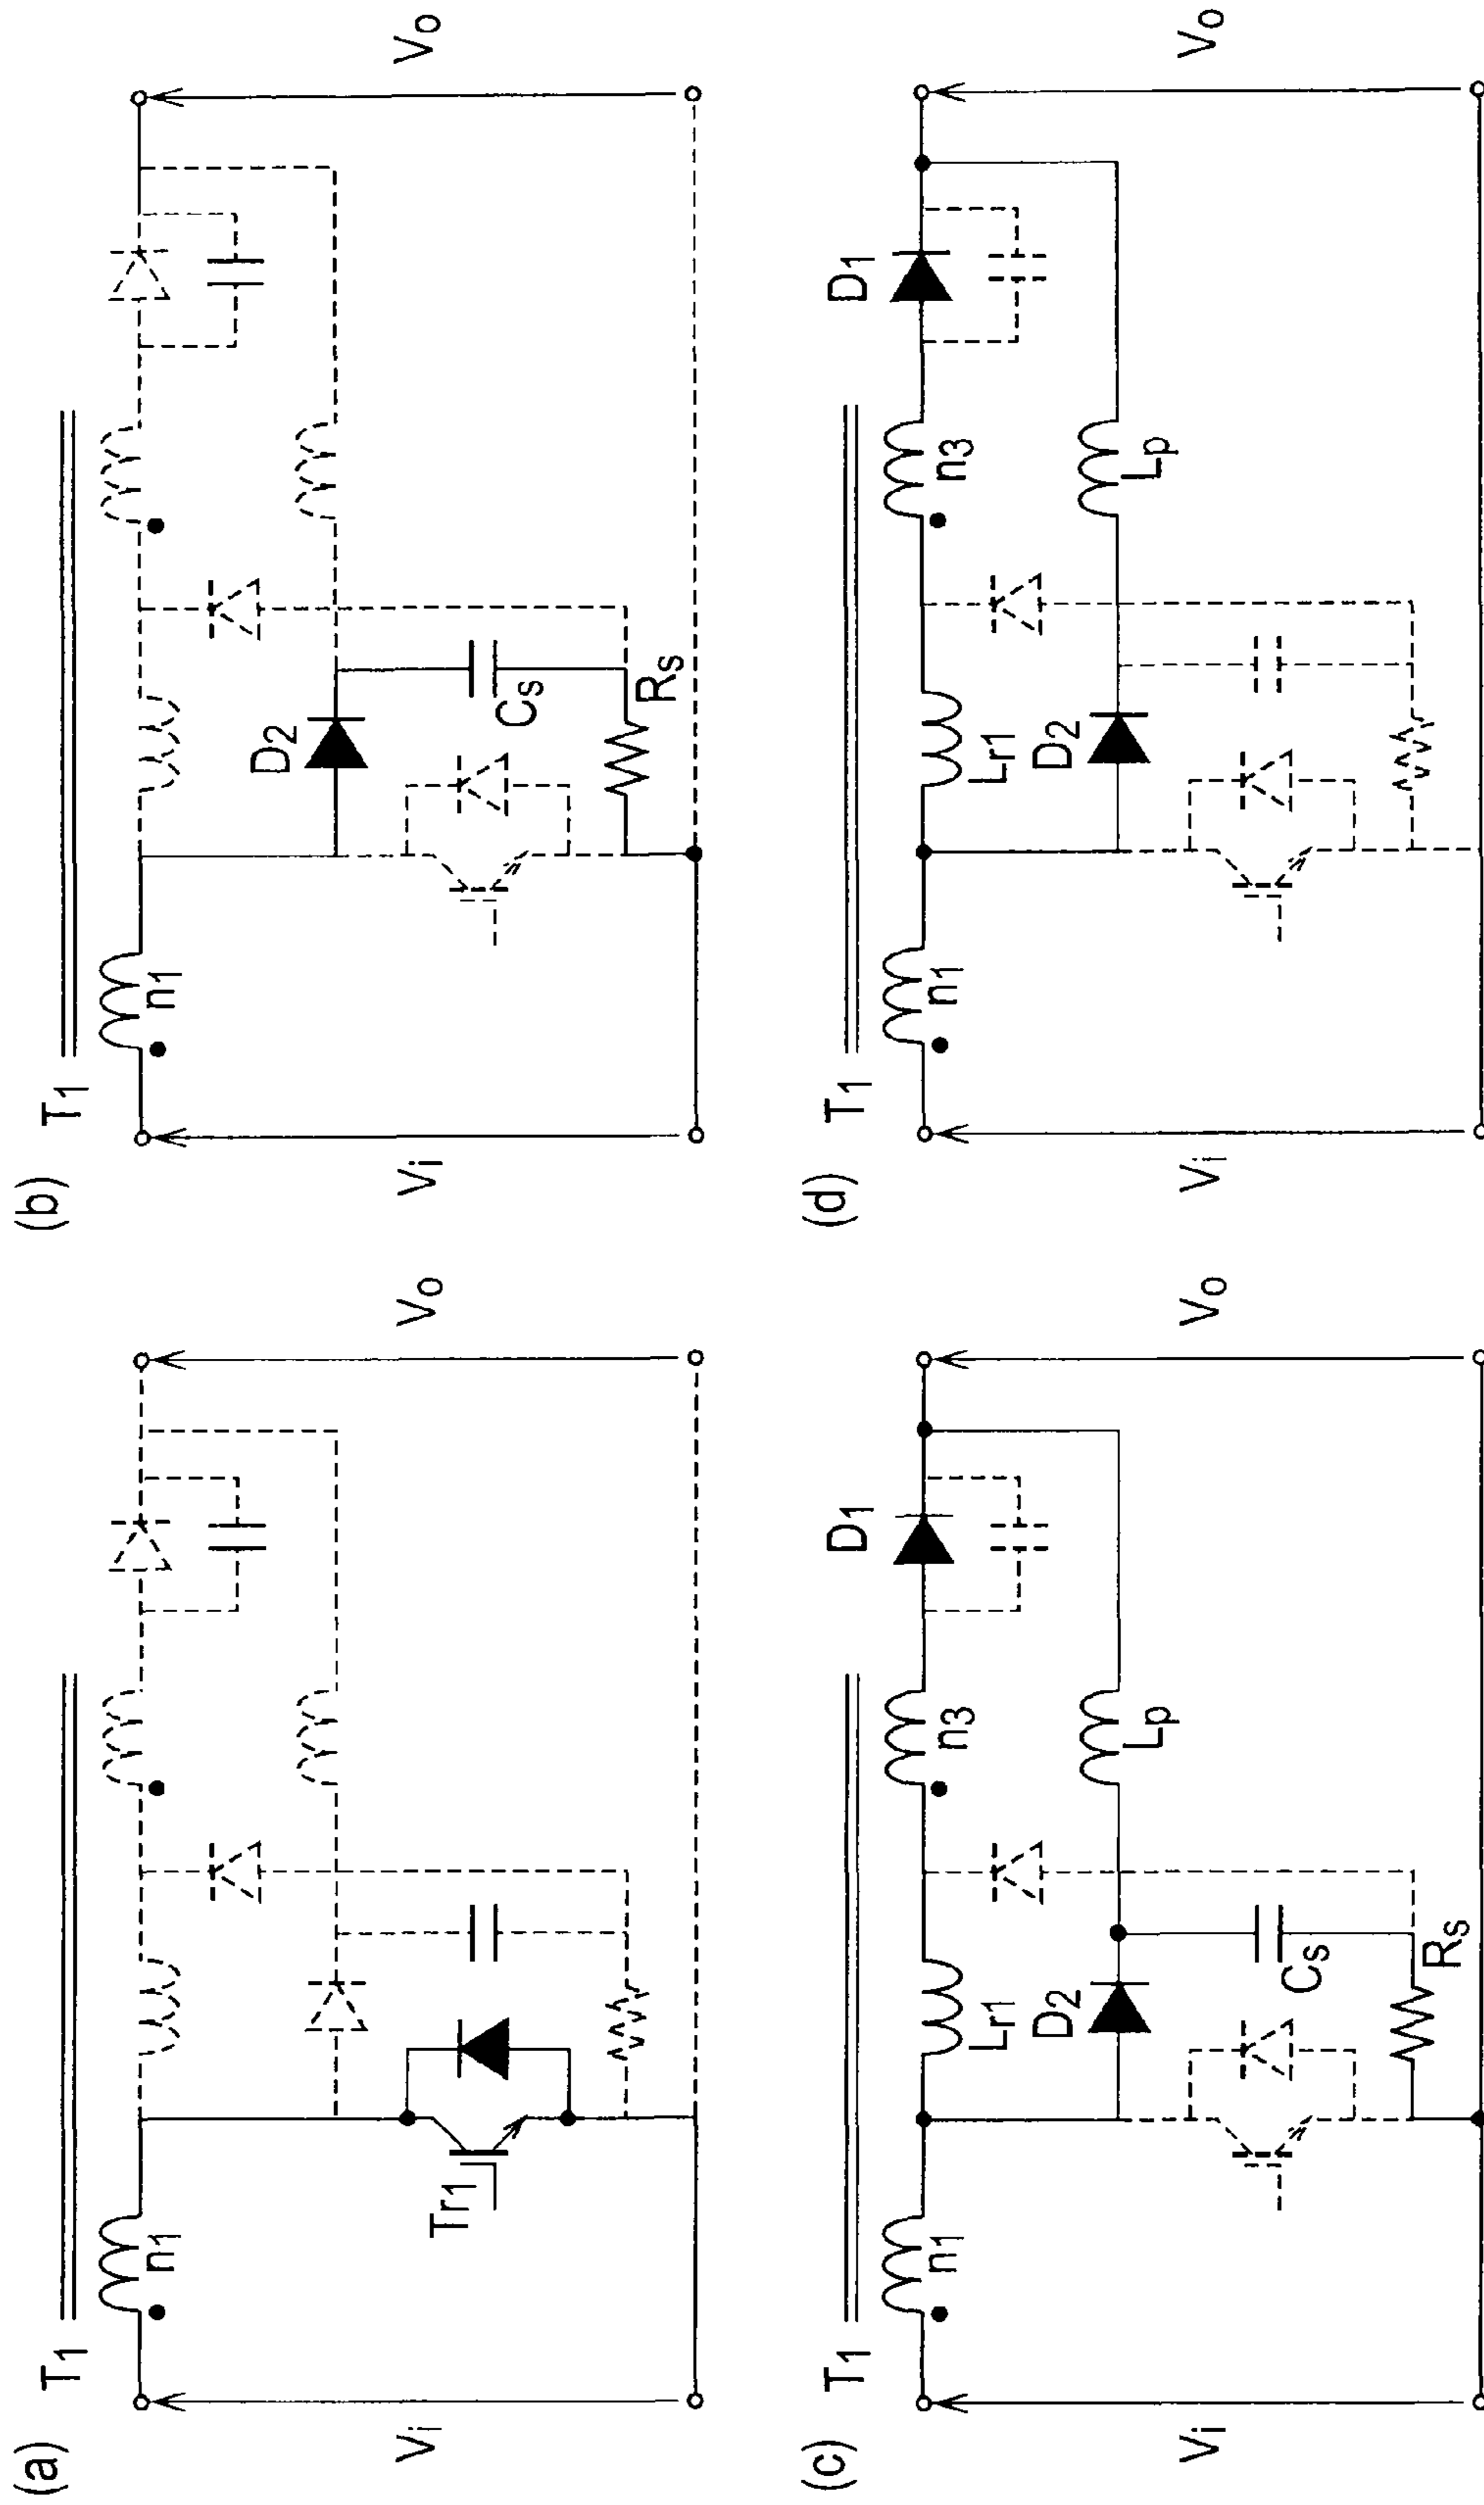 (a)
T1
n1
Tr1
Vi
Vo
(b)
T1
n1
D2
Cs
Rs
Vi
Vo
(c)
T1
n1
Lr1
n3
D1
D2
Lp
Cs
Rs
Vi
Vo
(d)
T1
n1
Lr1
n3
D1
D2
Lp
Vi
Vo